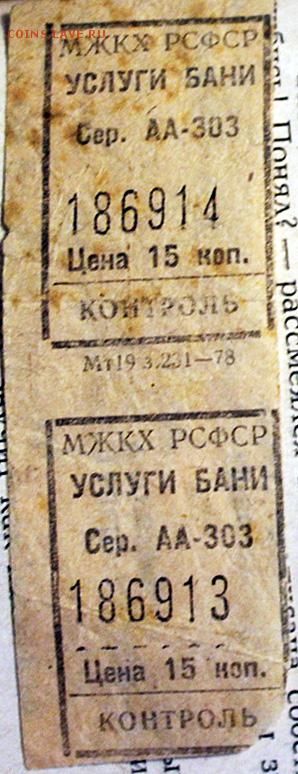 COINS.LAVE.RU
МЖКХ РСФСР
УСЛУГИ БАНИ
Сер. АА-303
186914
Цена 15 коп.
КОНТРОЛЬ
Мт19 з.231—78
МЖКХ РСФСР
УСЛУГИ БАНИ
Сер. АА-303
186913
Цена 15 коп.
КОНТРОЛЬ
Понял? — рассмеялся